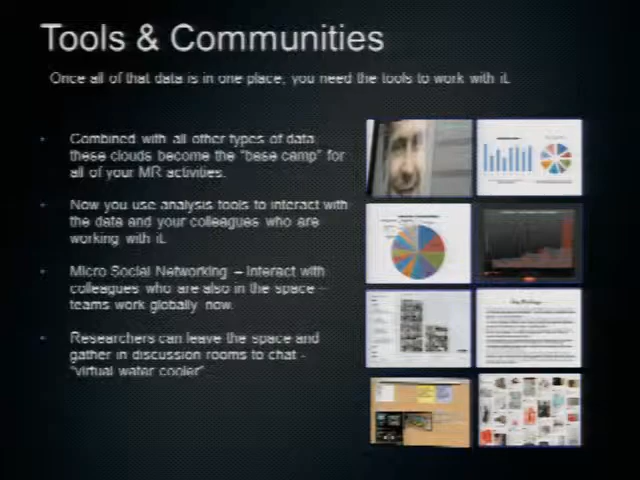 Tools & Communities
Once all of that data is in one place, you need the tools to work with it.
Combined with all other types of data
these clouds become the "base camp" for
all of your MR activities.
Now you use analysis tools to interact with
the data and your colleagues who are
working with it.
Micro Social Networking – Interact with
colleagues who are also in the space –
teams work globally now.
Researchers can leave the space and
gather in discussion rooms to chat -
"virtual water cooler"